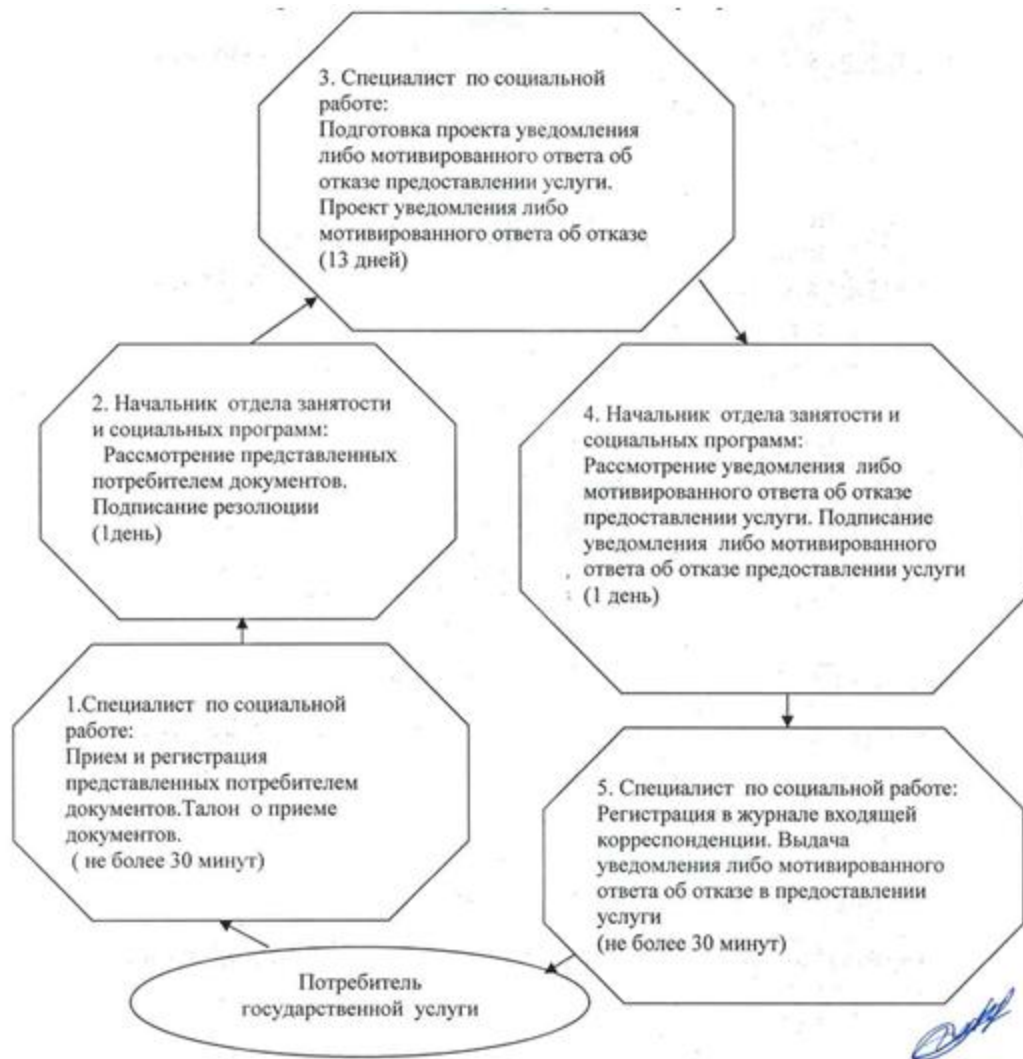 3. Специалист по социальной
работе:
Подготовка проекта уведомления
либо мотивированного ответа об
отказе предоставлении услуги.
Проект уведомления либо
мотивированного ответа об отказе
(13 дней)
2. Начальник отдела занятости
и социальных программ:
Рассмотрение представленных
потребителем документов.
Подписание резолюции
(1день)
4. Начальник отдела занятости и
социальных программ:
Рассмотрение уведомления либо
мотивированного ответа об отказе
предоставлении услуги. Подписание
уведомления либо мотивированного
ответа об отказе предоставлении услуги
(1 день)
1.Специалист по социальной
работе:
Прием и регистрация
представленных потребителем
документов.Талон о приеме
документов.
( не более 30 минут)
5. Специалист по социальной работе:
Регистрация в журнале входящей
корреспонденции. Выдача
уведомления либо мотивированного
ответа об отказе в предоставлении
услуги
(не более 30 минут)
Потребитель
государственной услуги